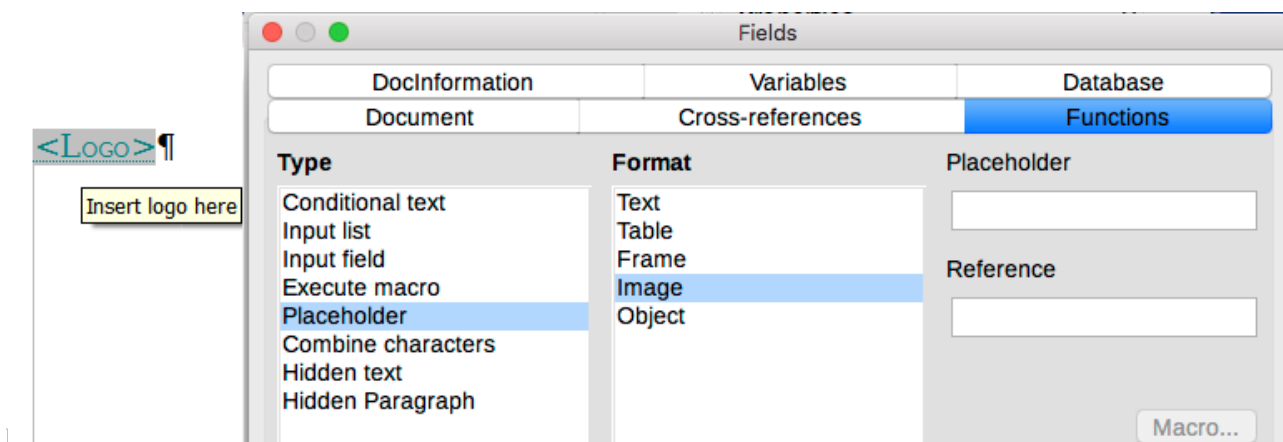 Fields
DocInformation Variables Database
Document Cross-references Functions
<Logo>¶
Insert logo here
Type
Conditional text
Input list
Input field
Execute macro
Placeholder
Combine characters
Hidden text
Hidden Paragraph
Format
Text
Table
Frame
Image
Object
Placeholder
Reference
Macro...